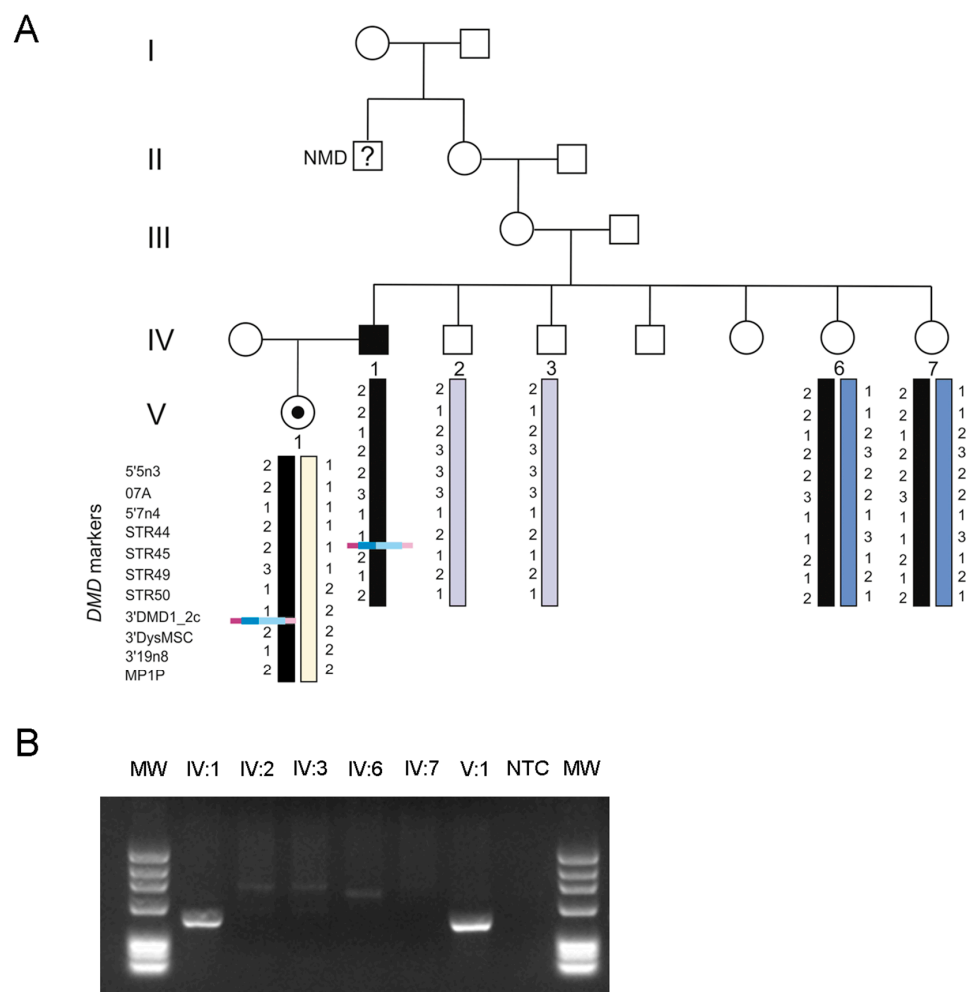 A
I
II
NMD ?
III
IV
1 2 3 6 7
2 2 2 2 1 2 1
2 1 1 2 1 2 1
1 2 2 1 2 1 2
2 3 3 2 3 2 3
2 3 3 2 2 2 2
3 3 3 3 2 3 2
1 1 1 1 1 1 1
1 2 2 1 3 1 3
2 1 1 2 1 2 1
1 2 2 1 2 1 2
2 1 1 2 1 2 1
V
1
DMD markers
5'5n3 2 1
07A 2 1
5'7n4 1 1
STR44 2 1
STR45 2 1
STR49 3 1
STR50 1 2
3'DMD1_2c 1 2
3'DysMSC 2 2
3'19n8 1 2
MP1P 2 2
B
MW IV:1 IV:2 IV:3 IV:6 IV:7 V:1 NTC MW